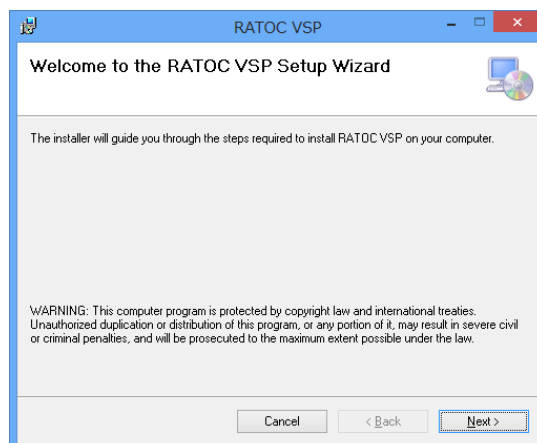 RATOC VSP
Welcome to the RATOC VSP Setup Wizard
The installer will guide you through the steps required to install RATOC VSP on your computer.
WARNING: This computer program is protected by copyright law and international treaties.
Unauthorized duplication or distribution of this program, or any portion of it, may result in severe civil
or criminal penalties, and will be prosecuted to the maximum extent possible under the law.
Cancel
< Back
Next >